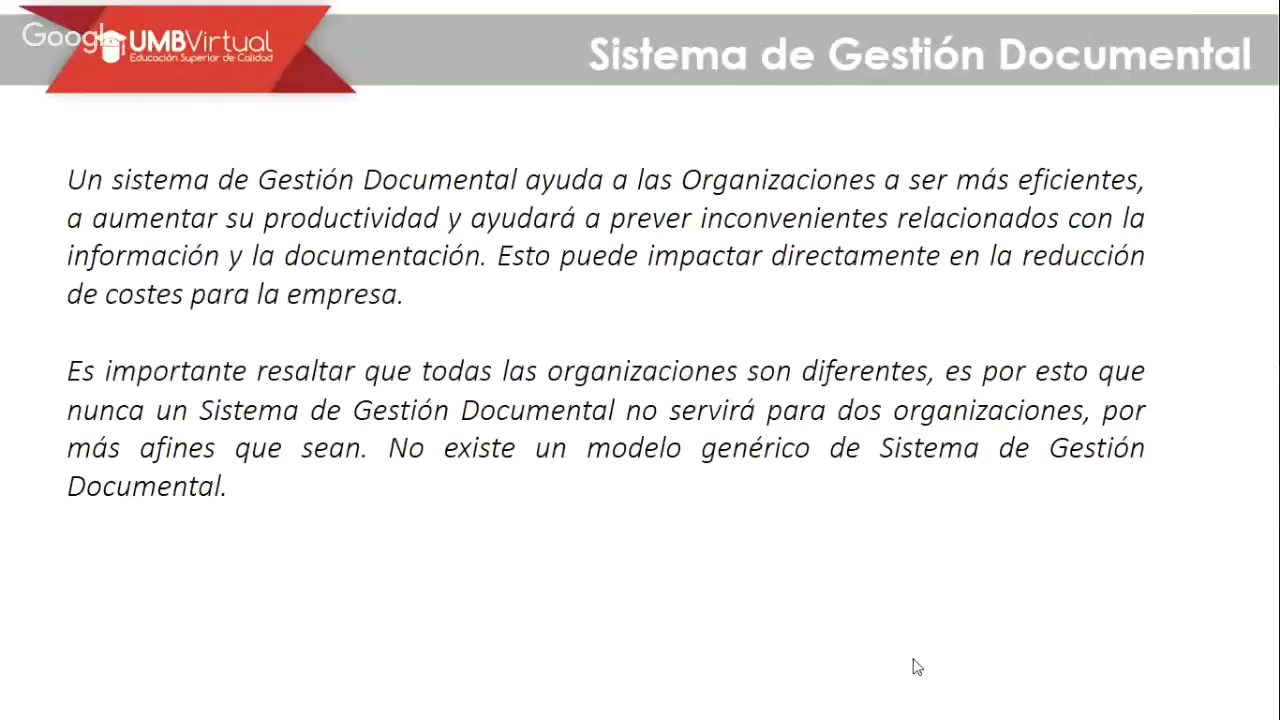 Google
UMBVirtual
Educación Superior de Calidad
Sistema de Gestión Documental
Un sistema de Gestión Documental ayuda a las Organizaciones a ser más eficientes,
a aumentar su productividad y ayudará a prever inconvenientes relacionados con la
información y la documentación. Esto puede impactar directamente en la reducción
de costes para la empresa.
Es importante resaltar que todas las organizaciones son diferentes, es por esto que
nunca un Sistema de Gestión Documental no servirá para dos organizaciones, por
más afines que sean. No existe un modelo genérico de Sistema de Gestión
Documental.